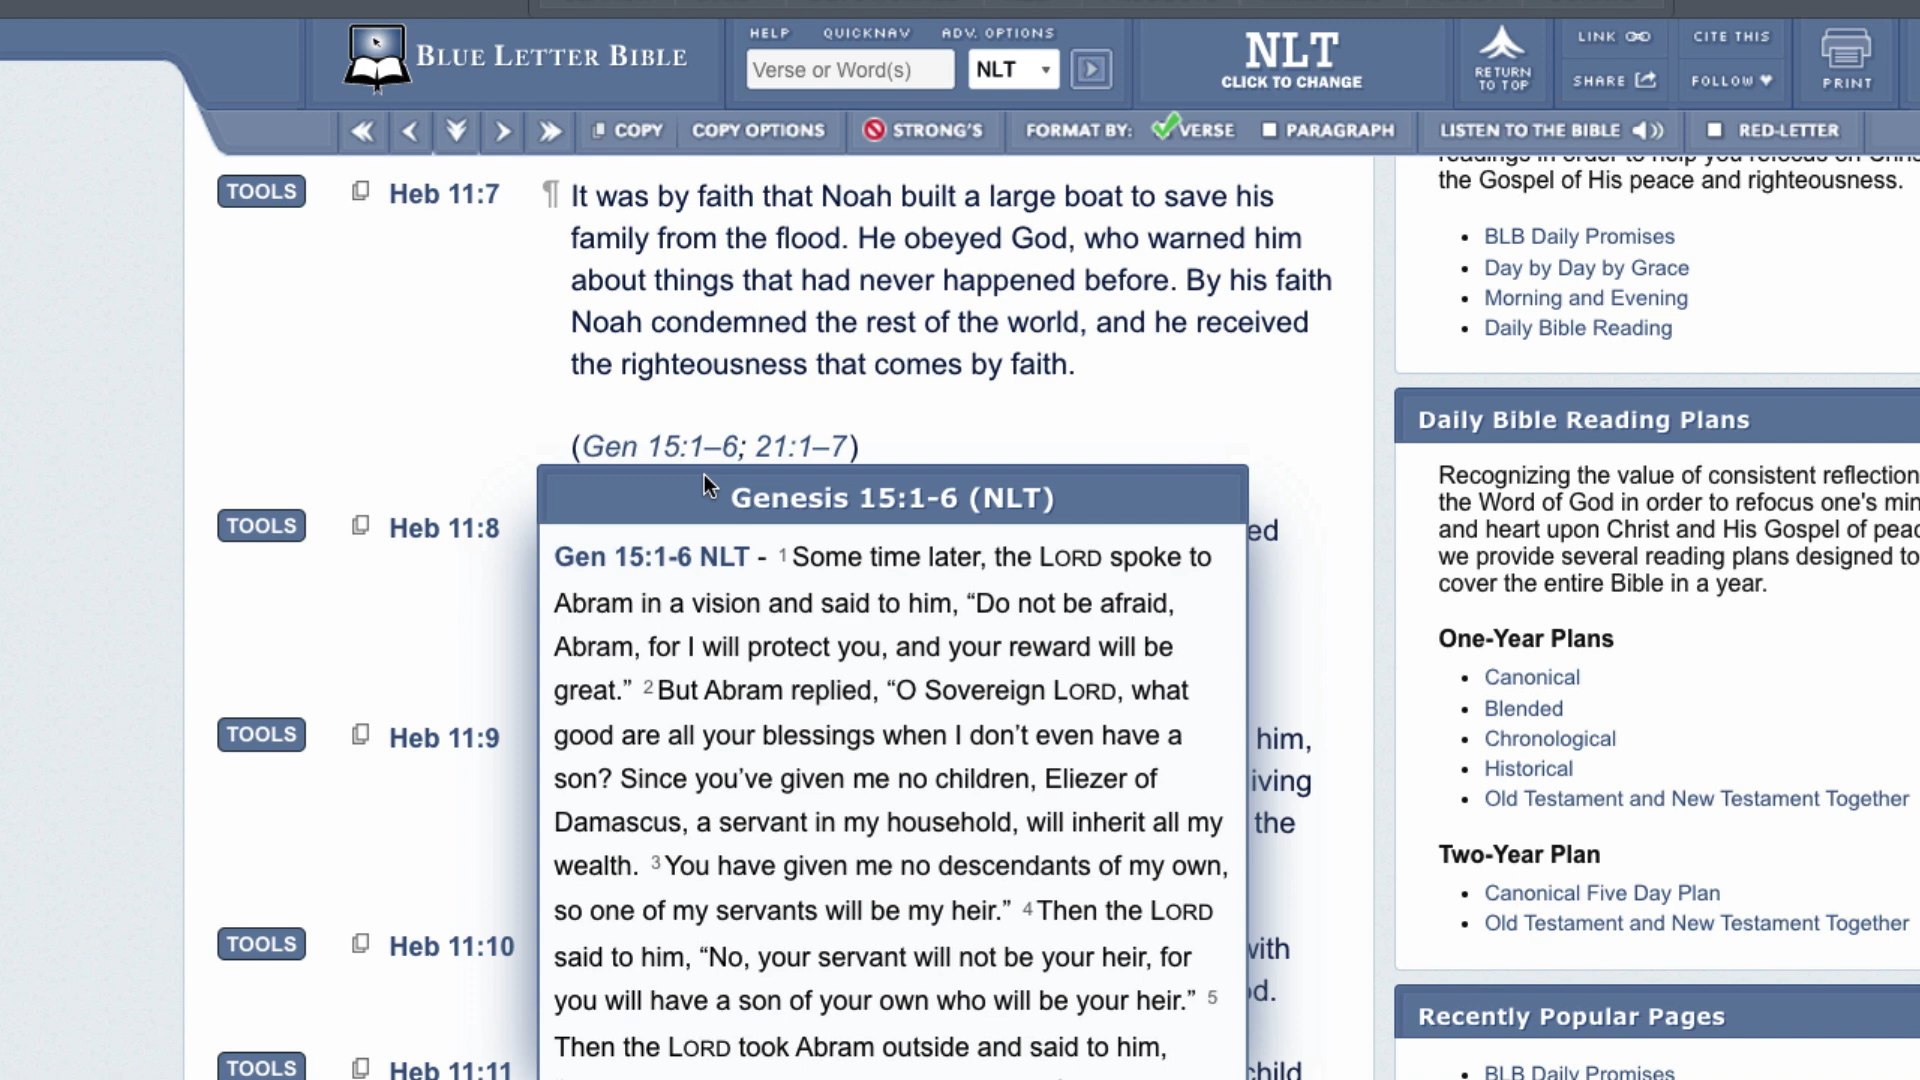 BLUE LETTER BIBLE
HELP QUICKNAV ADV. OPTIONS
Verse or Word(s) NLT
NLT
CLICK TO CHANGE
RETURN
TO TOP
LINK
SHARE
CITE THIS
FOLLOW
PRINT
COPY COPY OPTIONS STRONG'S FORMAT BY: VERSE PARAGRAPH LISTEN TO THE BIBLE RED-LETTER
TOOLS Heb 11:7 ¶ It was by faith that Noah built a large boat to save his
family from the flood. He obeyed God, who warned him
about things that had never happened before. By his faith
Noah condemned the rest of the world, and he received
the righteousness that comes by faith.
(Gen 15:1–6; 21:1–7)
Genesis 15:1-6 (NLT)
TOOLS Heb 11:8 ed
Gen 15:1-6 NLT - 1 Some time later, the LORD spoke to
Abram in a vision and said to him, “Do not be afraid,
Abram, for I will protect you, and your reward will be
great.” 2 But Abram replied, “O Sovereign LORD, what
good are all your blessings when I don’t even have a
son? Since you’ve given me no children, Eliezer of
Damascus, a servant in my household, will inherit all my
wealth. 3 You have given me no descendants of my own,
so one of my servants will be my heir.” 4 Then the LORD
said to him, “No, your servant will not be your heir, for
you will have a son of your own who will be your heir.” 5
Then the LORD took Abram outside and said to him,
TOOLS Heb 11:9 him,
iving
the
TOOLS Heb 11:10 with
od.
TOOLS Heb 11:11 child
readings in order to help you refocus on Chris
the Gospel of His peace and righteousness.
• BLB Daily Promises
• Day by Day by Grace
• Morning and Evening
• Daily Bible Reading
Daily Bible Reading Plans
Recognizing the value of consistent reflection
the Word of God in order to refocus one's min
and heart upon Christ and His Gospel of peac
we provide several reading plans designed to
cover the entire Bible in a year.
One-Year Plans
• Canonical
• Blended
• Chronological
• Historical
• Old Testament and New Testament Together
Two-Year Plan
• Canonical Five Day Plan
• Old Testament and New Testament Together
Recently Popular Pages
• BLB Daily Promises